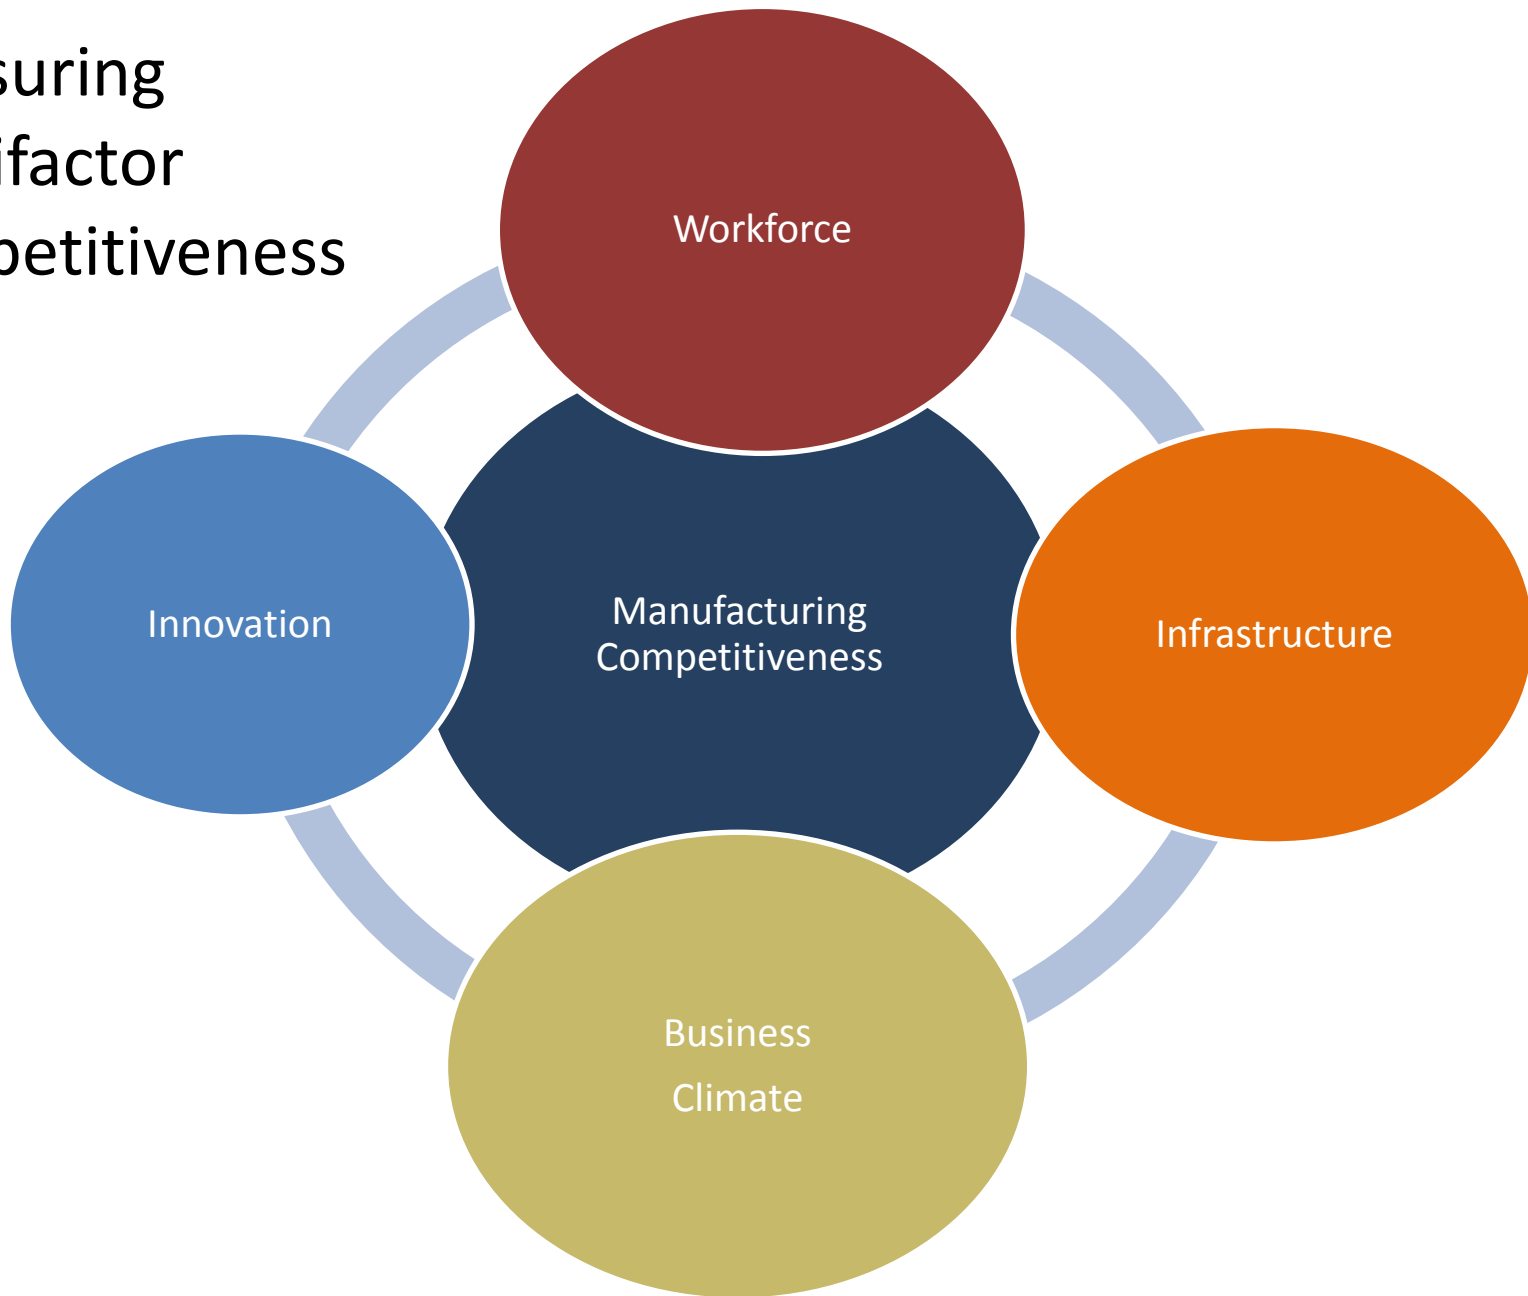 suring
ifactor
petitiveness
Workforce
Innovation
Manufacturing
Competitiveness
Infrastructure
Business
Climate